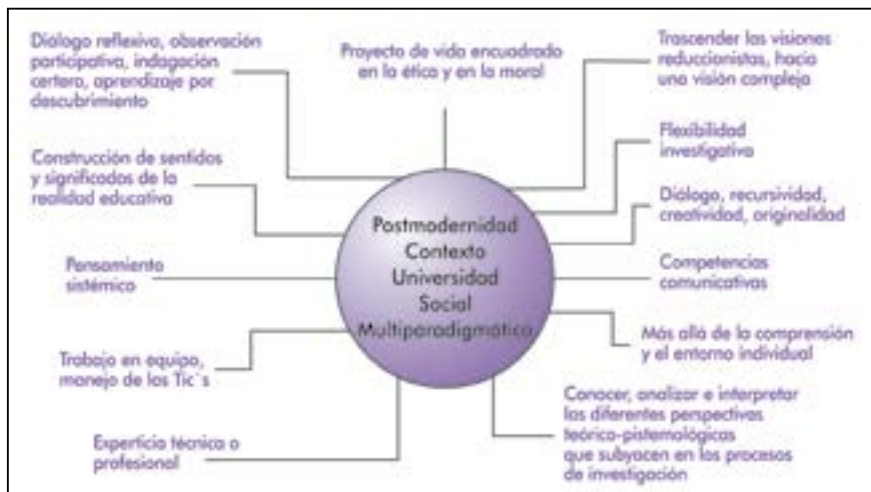 Diálogo reflexivo, observación
participativa, indagación
certera, aprendizaje por
descubrimiento
Proyecto de vida encuadrado
en la ética y en la moral
Trascender las visiones
reduccionistas, hacia
una visión compleja
Construcción de sentidos
y significados de la
realidad educativa
Flexibilidad
investigativa
Diálogo, recursividad,
creatividad, originalidad
Postmodernidad
Contexto
Universidad
Social
Multiparadigmático
Pensamiento
sistémico
Competencias
comunicativas
Trabajo en equipo,
manejo de las Tic´s
Más allá de la comprensión
y el entorno individual
Experticia técnica o
profesional
Conocer, analizar e interpretar
las diferentes perspectivas
teórico-pistemológicas
que subyacen en los procesos
de investigación